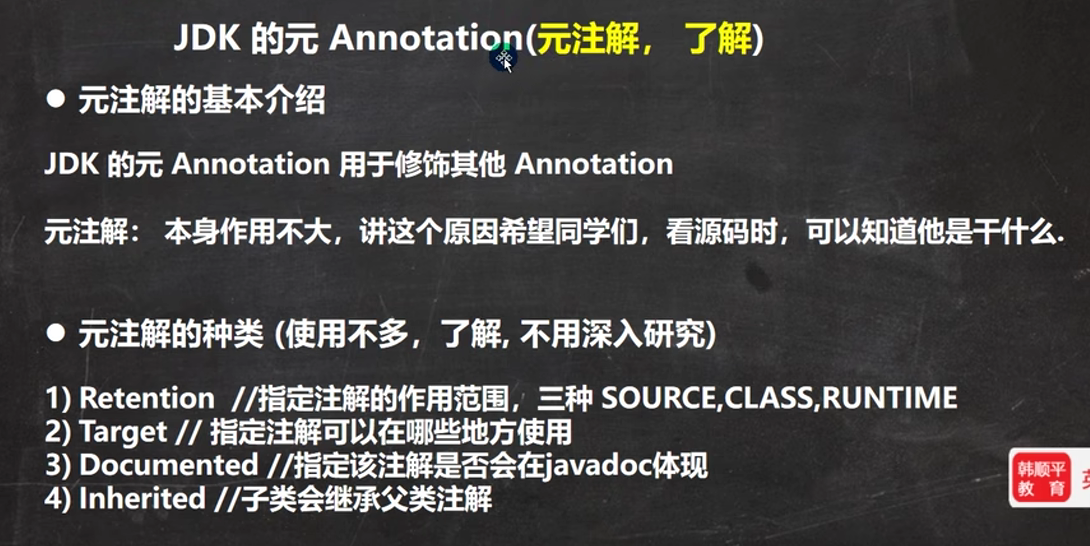 JDK 的元 Annotation(元注解， 了解)
● 元注解的基本介绍
JDK 的元 Annotation 用于修饰其他 Annotation
元注解： 本身作用不大，讲这个原因希望同学们，看源码时，可以知道他是干什么.
● 元注解的种类 (使用不多，了解, 不用深入研究)
1) Retention //指定注解的作用范围，三种 SOURCE,CLASS,RUNTIME
2) Target // 指定注解可以在哪些地方使用
3) Documented //指定该注解是否会在javadoc体现
4) Inherited //子类会继承父类注解
韩顺平
教 育